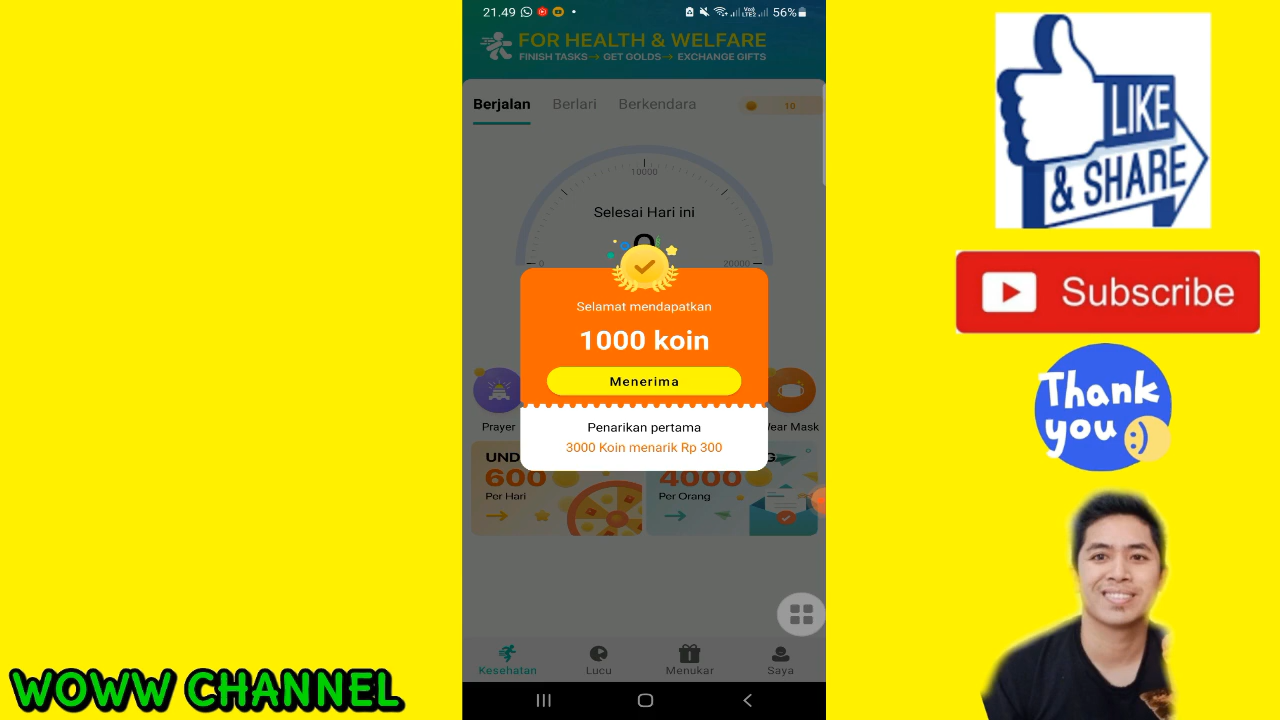 21.49
56%
FOR HEALTH & WELFARE
FINISH TASKS→ GET GOLDS→ EXCHANGE GIFTS
Berjalan Berlari Berkendara 10
10000
Selesai Hari ini
0
0 20000
Selamat mendapatkan
1000 koin
Menerima
Penarikan pertama
3000 Koin menarik Rp 300
Prayer
Wear Mask
UND
G
600
4000
Per Hari
Per Orang
Kesehatan Lucu Menukar Saya
LIKE
& SHARE
Subscribe
Thank
you :)
WOWW CHANNEL